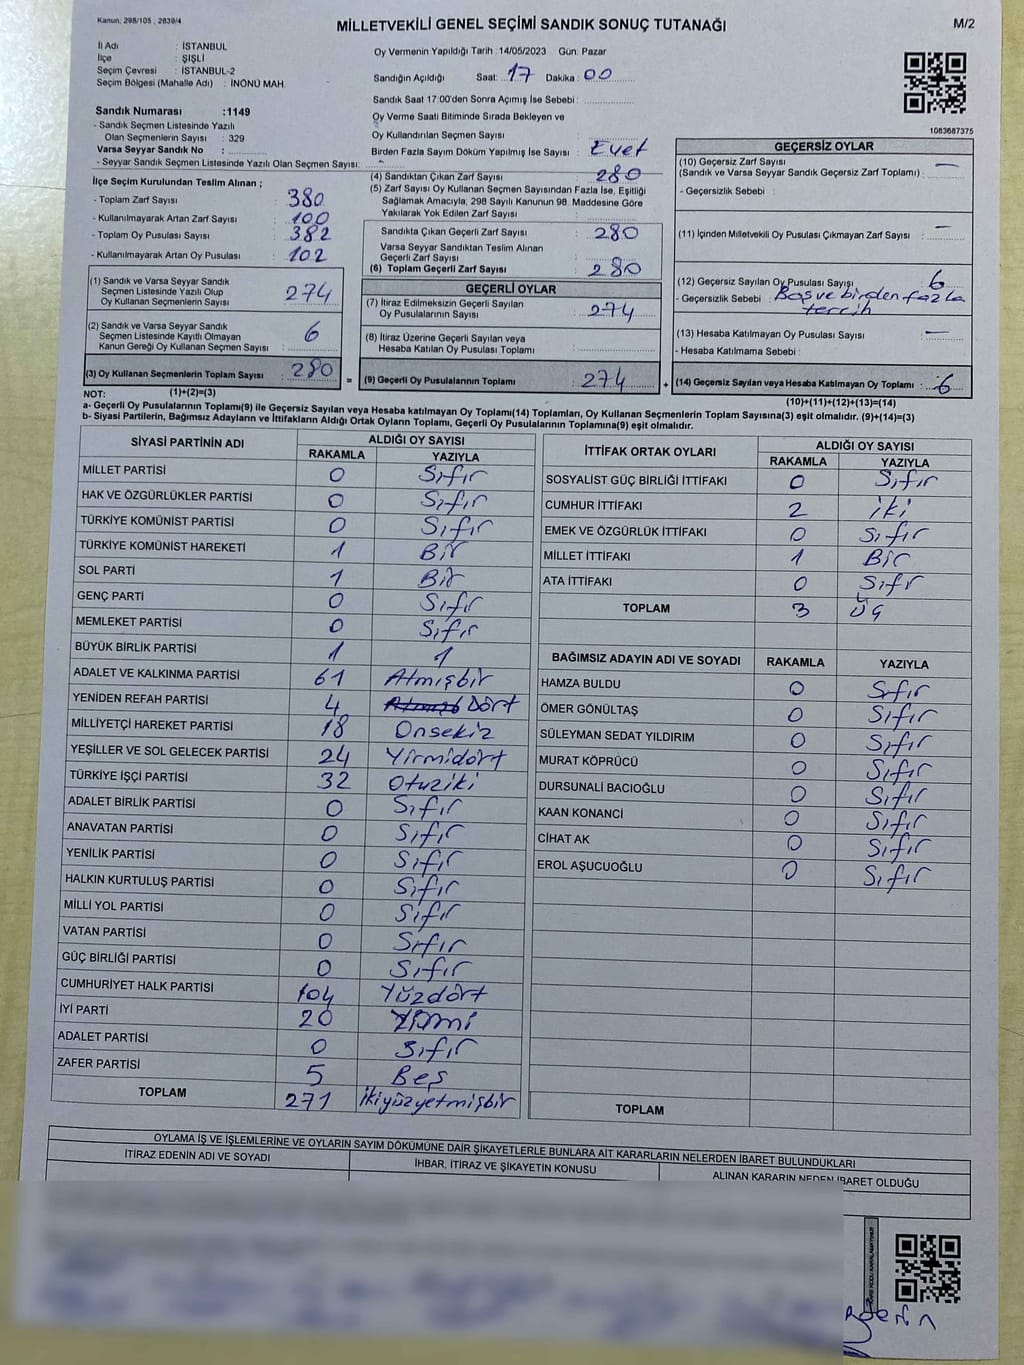 Kanun; 298/105 , 2839/4
MİLLETVEKİLİ GENEL SEÇİMİ SANDIK SONUÇ TUTANAĞI
M/2
İl Adı : İSTANBUL
İlçe : ŞİŞLİ
Seçim Çevresi : İSTANBUL-2
Seçim Bölgesi (Mahalle Adı) : İNÖNÜ MAH.
Sandık Numarası :1149
- Sandık Seçmen Listesinde Yazılı
Olan Seçmenlerin Sayısı : 329
Varsa Seyyar Sandık No :
- Seyyar Sandık Seçmen Listesinde Yazılı Olan Seçmen Sayısı:
Oy Vermenin Yapıldığı Tarih : 14/05/2023 Gün: Pazar
Sandığın Açıldığı Saat: 17 Dakika : 00
Sandık Saat 17:00'den Sonra Açımış İse Sebebi :
Oy Verme Saati Bitiminde Sırada Bekleyen ve
Oy Kullandırılan Seçmen Sayısı :
Birden Fazla Sayım Döküm Yapılmış İse Sayısı : Evet
1083687375
İlçe Seçim Kurulundan Teslim Alınan ;
- Toplam Zarf Sayısı : 380
- Kullanılmayarak Artan Zarf Sayısı : 100
- Toplam Oy Pusulası Sayısı : 382
- Kullanılmayarak Artan Oy Pusulası : 102
(4) Sandıktan Çıkan Zarf Sayısı : 280
(5) Zarf Sayısı Oy Kullanan Seçmen Sayısından Fazla İse, Eşitliği
Sağlamak Amacıyla, 298 Sayılı Kanunun 98. Maddesine Göre
Yakılarak Yok Edilen Zarf Sayısı :
Sandıkta Çıkan Geçerli Zarf Sayısı : 280
Varsa Seyyar Sandıktan Teslim Alınan
Geçerli Zarf Sayısı :
(6) Toplam Geçerli Zarf Sayısı : 280
GEÇERSİZ OYLAR
(10) Geçersiz Zarf Sayısı
(Sandık ve Varsa Seyyar Sandık Geçersiz Zarf Toplamı) : —
- Geçersizlik Sebebi :
(11) İçinden Milletvekili Oy Pusulası Çıkmayan Zarf Sayısı : —
(12) Geçersiz Sayılan Oy Pusulası Sayısı : 6
- Geçersizlik Sebebi : Boş ve birden fazla
tercih
(13) Hesaba Katılmayan Oy Pusulası Sayısı : —
- Hesaba Katılmama Sebebi :
(14) Geçersiz Sayılan veya Hesaba Katılmayan Oy Toplamı : 6
(10)+(11)+(12)+(13)=(14)
(1) Sandık ve Varsa Seyyar Sandık
Seçmen Listesinde Yazılı Olup
Oy Kullanan Seçmenlerin Sayısı : 274
(2) Sandık ve Varsa Seyyar Sandık
Seçmen Listesinde Kayıtlı Olmayan
Kanun Gereği Oy Kullanan Seçmen Sayısı : 6
(3) Oy Kullanan Seçmenlerin Toplam Sayısı : 280
(1)+(2)=(3)
GEÇERLİ OYLAR
(7) İtiraz Edilmeksizin Geçerli Sayılan
Oy Pusulalarının Sayısı : 274
(8) İtiraz Üzerine Geçerli Sayılan veya
Hesaba Katılan Oy Pusulası Toplamı :
= (9) Geçerli Oy Pusulalarının Toplamı : 274 +
NOT:
a- Geçerli Oy Pusulalarının Toplamı(9) ile Geçersiz Sayılan veya Hesaba katılmayan Oy Toplamı(14) Toplamları, Oy Kullanan Seçmenlerin Toplam Sayısına(3) eşit olmalıdır. (9)+(14)=(3)
b- Siyasi Partilerin, Bağımsız Adayların ve İttifakların Aldığı Ortak Oyların Toplamı, Geçerli Oy Pusulalarının Toplamına(9) eşit olmalıdır.
SİYASİ PARTİNİN ADI ALDIĞI OY SAYISI
RAKAMLA YAZIYLA
MİLLET PARTİSİ 0 Sıfır
HAK VE ÖZGÜRLÜKLER PARTİSİ 0 Sıfır
TÜRKİYE KOMÜNİST PARTİSİ 0 Sıfır
TÜRKİYE KOMÜNİST HAREKETİ 1 Bir
SOL PARTİ 1 Bir
GENÇ PARTİ 0 Sıfır
MEMLEKET PARTİSİ 0 Sıfır
BÜYÜK BİRLİK PARTİSİ 1 1
ADALET VE KALKINMA PARTİSİ 61 Atmışbir
YENİDEN REFAH PARTİSİ 4 Dört
MİLLİYETÇİ HAREKET PARTİSİ 18 Onsekiz
YEŞİLLER VE SOL GELECEK PARTİSİ 24 Yirmidört
TÜRKİYE İŞÇİ PARTİSİ 32 Otuziki
ADALET BİRLİK PARTİSİ 0 Sıfır
ANAVATAN PARTİSİ 0 Sıfır
YENİLİK PARTİSİ 0 Sıfır
HALKIN KURTULUŞ PARTİSİ 0 Sıfır
MİLLİ YOL PARTİSİ 0 Sıfır
VATAN PARTİSİ 0 Sıfır
GÜÇ BİRLİĞİ PARTİSİ 0 Sıfır
CUMHURİYET HALK PARTİSİ 104 Yüzdört
İYİ PARTİ 20 Yirmi
ADALET PARTİSİ 0 Sıfır
ZAFER PARTİSİ 5 Beş
TOPLAM 271 ikiyüzyetmişbir
İTTİFAK ORTAK OYLARI ALDIĞI OY SAYISI
RAKAMLA YAZIYLA
SOSYALİST GÜÇ BİRLİĞİ İTTİFAKI 0 Sıfır
CUMHUR İTTİFAKI 2 iki
EMEK VE ÖZGÜRLÜK İTTİFAKI 0 Sıfır
MİLLET İTTİFAKI 1 Bir
ATA İTTİFAKI 0 Sıfır
TOPLAM 3 Üç
BAĞIMSIZ ADAYIN ADI VE SOYADI RAKAMLA YAZIYLA
HAMZA BULDU 0 Sıfır
ÖMER GÖNÜLTAŞ 0 Sıfır
SÜLEYMAN SEDAT YILDIRIM 0 Sıfır
MURAT KÖPRÜCÜ 0 Sıfır
DURSUNALİ BACIOĞLU 0 Sıfır
KAAN KONANCİ 0 Sıfır
CİHAT AK 0 Sıfır
EROL AŞUCUOĞLU 0 Sıfır
TOPLAM
OYLAMA İŞ VE İŞLEMLERİNE VE OYLARIN SAYIM DÖKÜMÜNE DAİR ŞİKAYETLERLE BUNLARA AİT KARARLARIN NELERDEN İBARET BULUNDUKLARI
İTİRAZ EDENİN ADI VE SOYADI İHBAR, İTİRAZ VE ŞİKAYETİN KONUSU ALINAN KARARIN NEDEN İBARET OLDUĞU